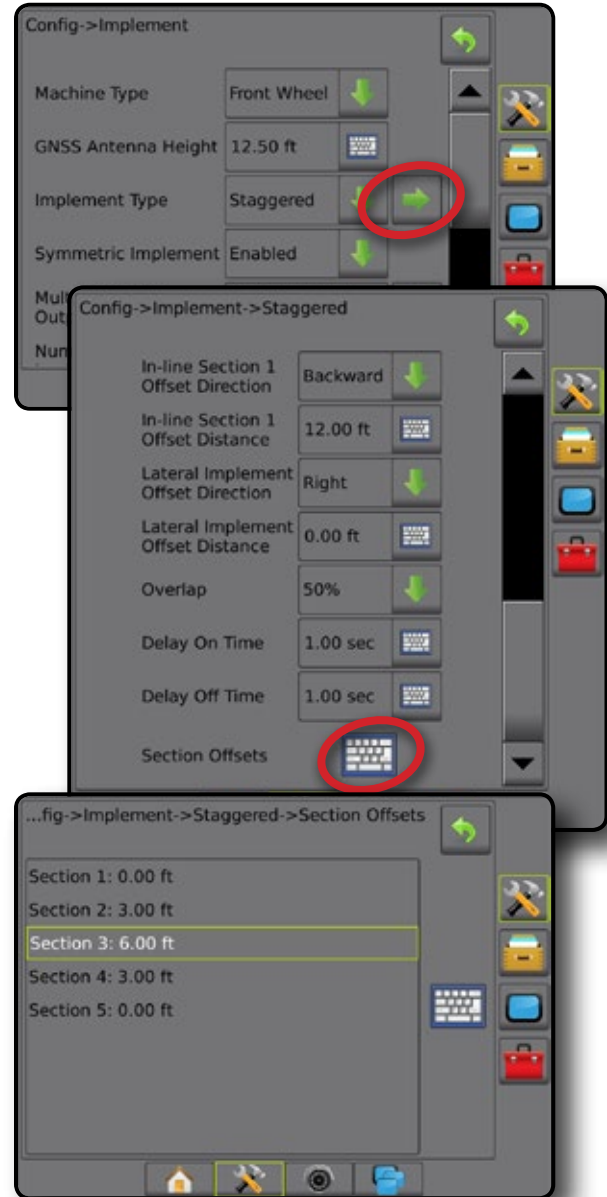 Config->Implement
Machine Type Front Wheel
GNSS Antenna Height 12.50 ft
Implement Type Staggered
Symmetric Implement Enabled
Config->Implement->Staggered
In-line Section 1
Offset Direction Backward
In-line Section 1
Offset Distance 12.00 ft
Lateral Implement
Offset Direction Right
Lateral Implement
Offset Distance 0.00 ft
Overlap 50%
Delay On Time 1.00 sec
Delay Off Time 1.00 sec
Section Offsets
...fig->Implement->Staggered->Section Offsets
Section 1: 0.00 ft
Section 2: 3.00 ft
Section 3: 6.00 ft
Section 4: 3.00 ft
Section 5: 0.00 ft